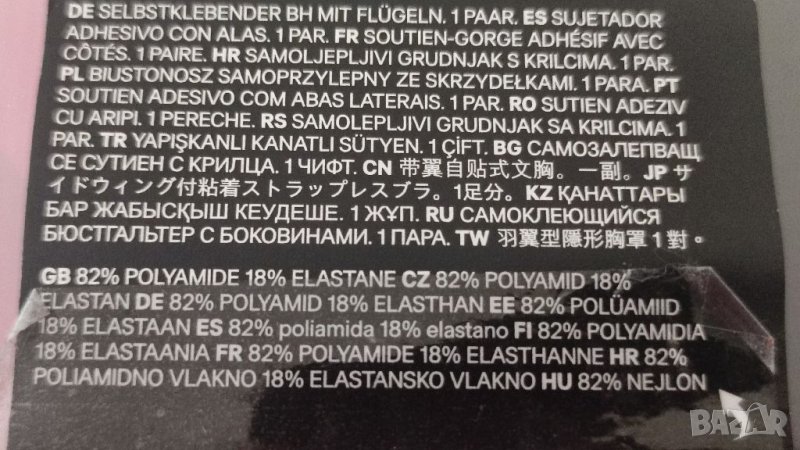 DE SELBSTKLEBENDER BH MIT FLÜGELN. 1 PAAR. ES SUJETADOR
ADHESIVO CON ALAS. 1 PAR. FR SOUTIEN-GORGE ADHÉSIF AVEC
CÔTÉS. 1 PAIRE. HR SAMOLJEPLJIVI GRUDNJAK S KRILCIMA. 1 PAR.
PL BIUSTONOSZ SAMOPRZYLEPNY ZE SKRZYDEŁKAMI. 1 PARA. PT
SOUTIEN ADESIVO COM ABAS LATERAIS. 1 PAR. RO SUTIEN ADEZIV
CU ARIPI. 1 PERECHE. RS SAMOLEPLJIVI GRUDNJAK SA KRILCIMA. 1
PAR. TR YAPIŞKANLI KANATLI SÜTYEN. 1 ÇİFT. BG САМОЗАЛЕПВАЩ
СЕ СУТИЕН С КРИЛЦА. 1 ЧИФТ. CN 带翼自贴式文胸。一副。JP サ
イドウィング付粘着ストラップレスブラ。1足分。KZ ҚАНАТТАРЫ
БАР ЖАБЫСҚЫШ КЕУДЕШЕ. 1 ЖҰП. RU САМОКЛЕЮЩИЙСЯ
БЮСТГАЛЬТЕР С БОКОВИНАМИ. 1 ПАРА. TW 羽翼型隱形胸罩 1 對。
GB 82% POLYAMIDE 18% ELASTANE CZ 82% POLYAMID 18%
ELASTAN DE 82% POLYAMID 18% ELASTHAN EE 82% POLÜAMIID
18% ELASTAAN ES 82% poliamida 18% elastano FI 82% POLYAMIDIA
18% ELASTAANIA FR 82% POLYAMIDE 18% ELASTHANNE HR 82%
POLIAMIDNO VLAKNO 18% ELASTANSKO VLAKNO HU 82% NEJLON
BAZAR